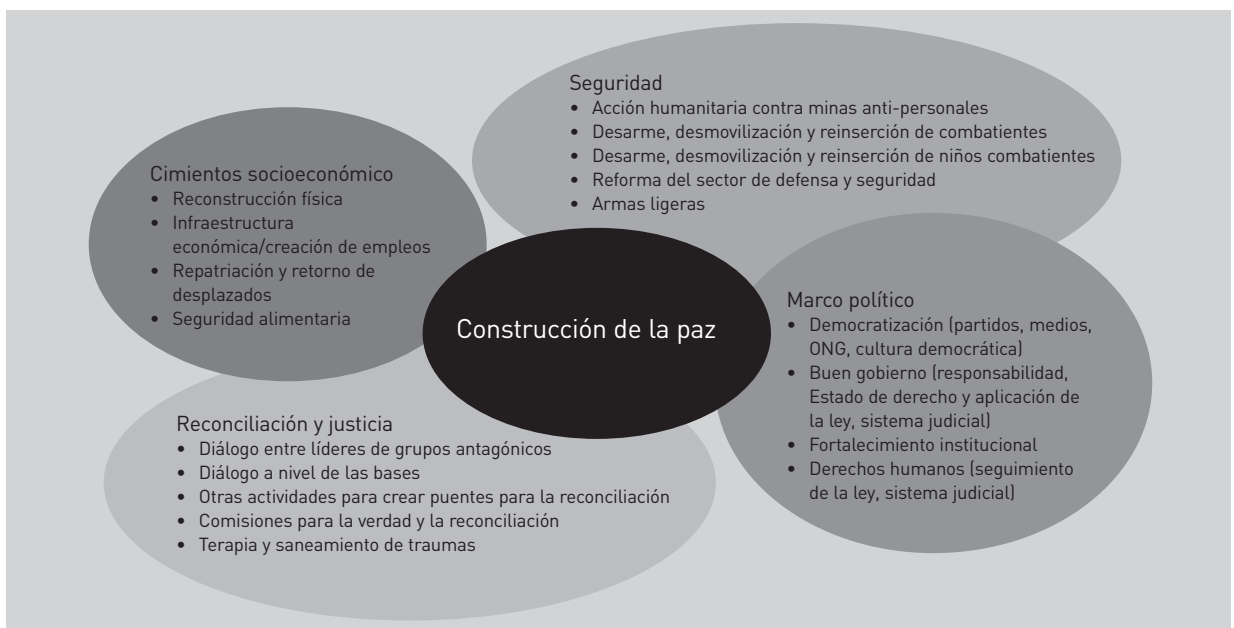 Seguridad
• Acción humanitaria contra minas anti-personales
• Desarme, desmovilización y reinserción de combatientes
• Desarme, desmovilización y reinserción de niños combatientes
• Reforma del sector de defensa y seguridad
• Armas ligeras
Cimientos socioeconómico
• Reconstrucción física
• Infraestructura
económica/creación de empleos
• Repatriación y retorno de
desplazados
• Seguridad alimentaria
Construcción de la paz
Marco político
• Democratización (partidos, medios,
ONG, cultura democrática)
• Buen gobierno (responsabilidad,
Estado de derecho y aplicación de
la ley, sistema judicial)
• Fortalecimiento institucional
• Derechos humanos (seguimiento
de la ley, sistema judicial)
Reconciliación y justicia
• Diálogo entre líderes de grupos antagónicos
• Diálogo a nivel de las bases
• Otras actividades para crear puentes para la reconciliación
• Comisiones para la verdad y la reconciliación
• Terapia y saneamiento de traumas